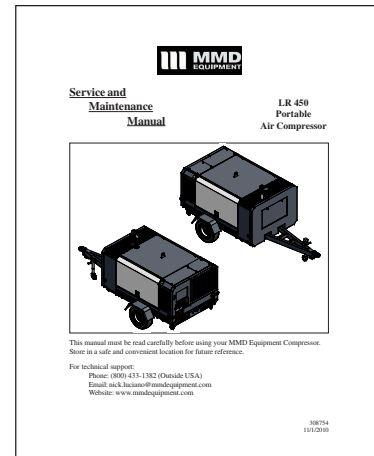 MMD
EQUIPMENT
Service and
Maintenance
Manual
LR 450
Portable
Air Compressor
This manual must be read carefully before using your MMD Equipment Compressor.
Store in a safe and convenient location for future reference.
For technical support:
Phone: (800) 433-1382 (Outside USA)
Email: nick.luciano@mmdequipment.com
Website: www.mmdequipment.com
308754
11/1/2010